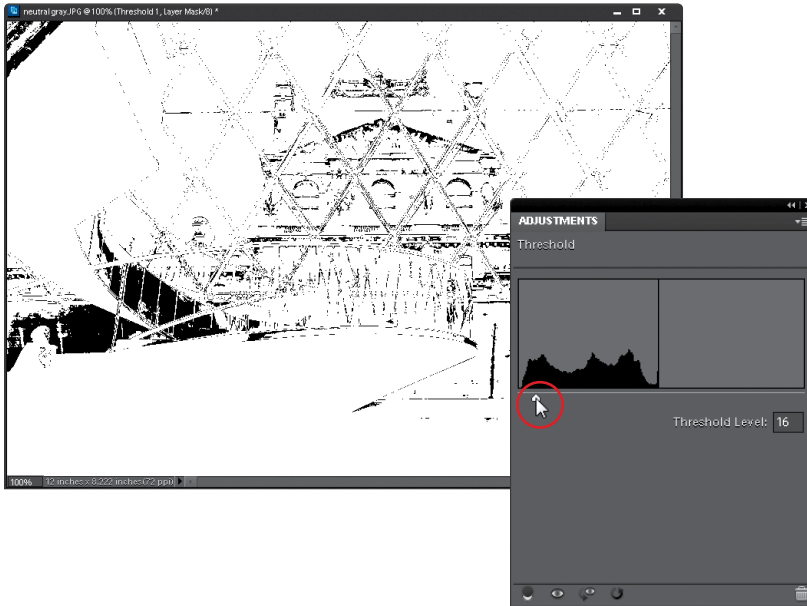 neutral gray.JPG @ 100% (Threshold 1, Layer Mask/8) *
ADJUSTMENTS
Threshold
Threshold Level: 16
100% 12 inches x 8.222 inches (72 ppi)